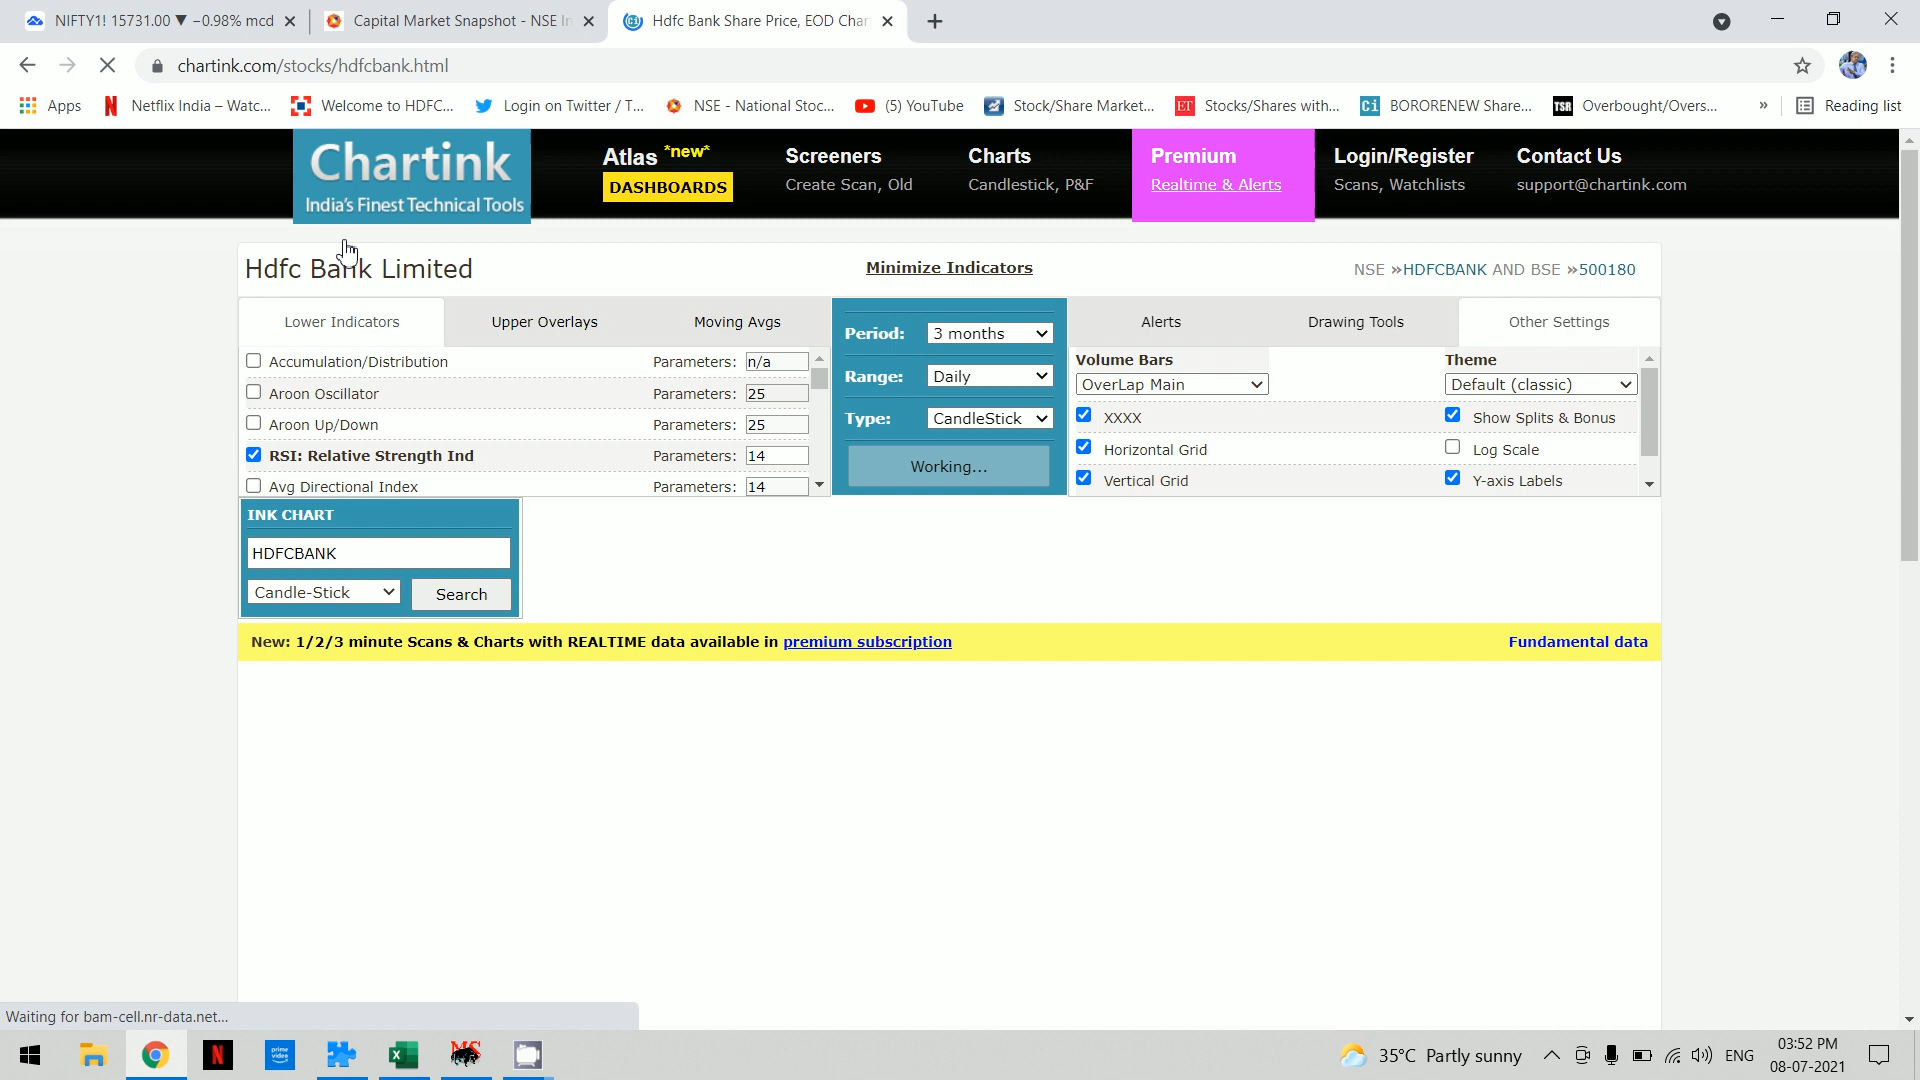 NIFTY1! 15731.00 ▼ −0.98% mcd
Capital Market Snapshot - NSE In
Hdfc Bank Share Price, EOD Char
chartink.com/stocks/hdfcbank.html
Apps
Netflix India – Watc...
Welcome to HDFC...
Login on Twitter / T...
NSE - National Stoc...
(5) YouTube
Stock/Share Market...
ET Stocks/Shares with...
Ci BORORENEW Share...
TSR Overbought/Overs...
»
Reading list
Chartink
India's Finest Technical Tools
Atlas *new*
DASHBOARDS
Screeners
Create Scan, Old
Charts
Candlestick, P&F
Premium
Realtime & Alerts
Login/Register
Scans, Watchlists
Contact Us
support@chartink.com
Hdfc Bank Limited
Minimize Indicators
NSE »HDFCBANK AND BSE »500180
Lower Indicators
Upper Overlays
Moving Avgs
Accumulation/Distribution Parameters: n/a
Aroon Oscillator Parameters: 25
Aroon Up/Down Parameters: 25
RSI: Relative Strength Ind Parameters: 14
Avg Directional Index Parameters: 14
Period: 3 months
Range: Daily
Type: CandleStick
Working...
Alerts
Drawing Tools
Other Settings
Volume Bars
OverLap Main
XXXX
Horizontal Grid
Vertical Grid
Theme
Default (classic)
Show Splits & Bonus
Log Scale
Y-axis Labels
INK CHART
HDFCBANK
Candle-Stick
Search
New: 1/2/3 minute Scans & Charts with REALTIME data available in premium subscription
Fundamental data
Waiting for bam-cell.nr-data.net...
N
prime video
MS
35°C Partly sunny
ENG
03:52 PM
08-07-2021